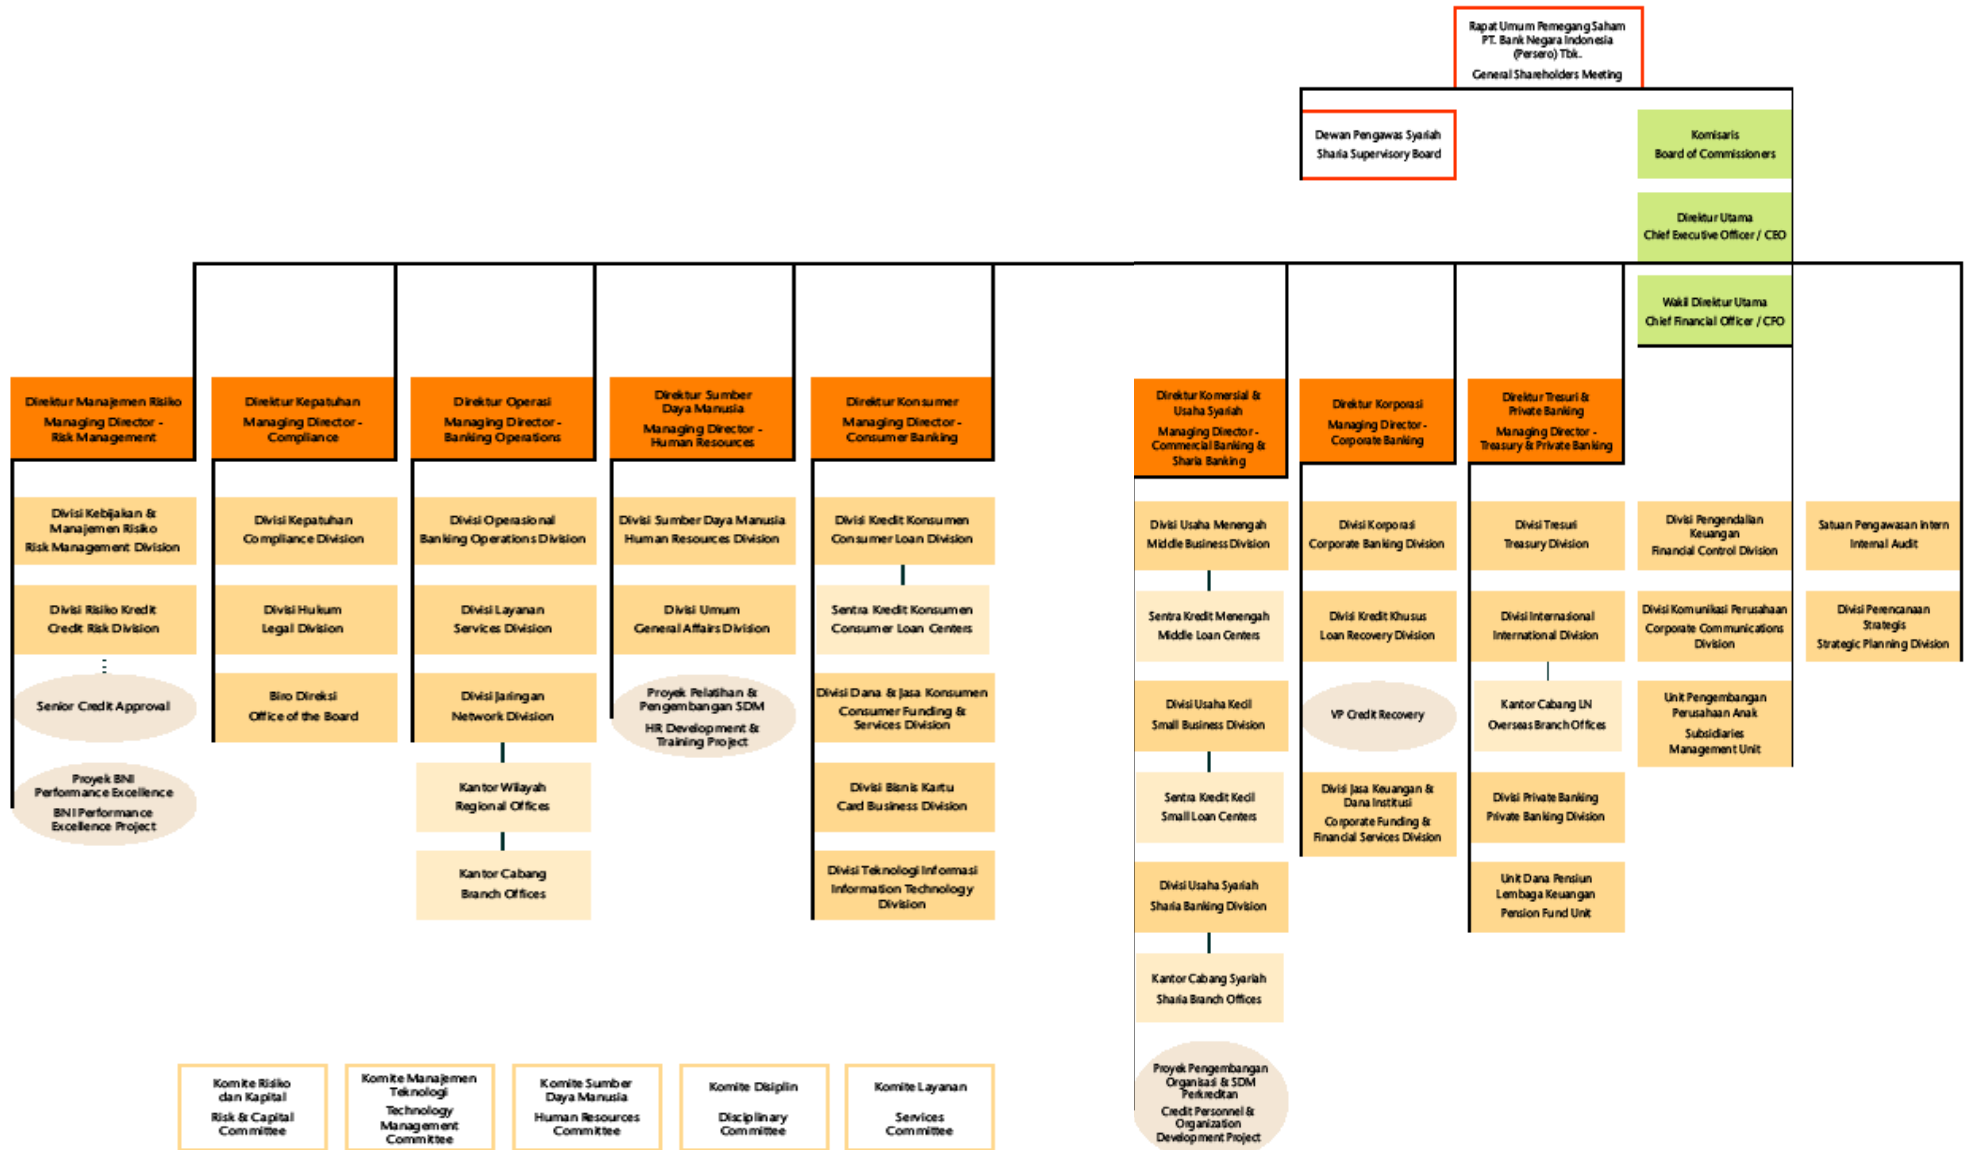 Rapat Umum Pemegang Saham
PT. Bank Negara Indonesia
(Persero) Tbk.
General Shareholders Meeting
Dewan Pengawas Syariah
Sharia Supervisory Board
Komisaris
Board of Commissioners
Direktur Utama
Chief Executive Officer / CEO
Wakil Direktur Utama
Chief Financial Officer / CFO
Direktur Manajemen Risiko
Managing Director -
Risk Management
Divisi Kebijakan &
Manajemen Risiko
Risk Management Division
Divisi Risiko Kredit
Credit Risk Division
Senior Credit Approval
Proyek BNI
Performance Excellence
BNI Performance
Excellence Project
Direktur Kepatuhan
Managing Director -
Compliance
Divisi Kepatuhan
Compliance Division
Divisi Hukum
Legal Division
Biro Direksi
Office of the Board
Direktur Operasi
Managing Director -
Banking Operations
Divisi Operasional
Banking Operations Division
Divisi Layanan
Services Division
Divisi Jaringan
Network Division
Kantor Wilayah
Regional Offices
Kantor Cabang
Branch Offices
Direktur Sumber
Daya Manusia
Managing Director -
Human Resources
Divisi Sumber Daya Manusia
Human Resources Division
Divisi Umum
General Affairs Division
Proyek Pelatihan &
Pengembangan SDM
HR Development &
Training Project
Direktur Konsumer
Managing Director -
Consumer Banking
Divisi Kredit Konsumen
Consumer Loan Division
Sentra Kredit Konsumen
Consumer Loan Centers
Divisi Dana & Jasa Konsumen
Consumer Funding &
Services Division
Divisi Bisnis Kartu
Card Business Division
Divisi Teknologi Informasi
Information Technology
Division
Direktur Komersial &
Usaha Syariah
Managing Director -
Commercial Banking &
Sharia Banking
Divisi Usaha Menengah
Middle Business Division
Sentra Kredit Menengah
Middle Loan Centers
Divisi Usaha Kecil
Small Business Division
Sentra Kredit Kecil
Small Loan Centers
Divisi Usaha Syariah
Sharia Banking Division
Kantor Cabang Syariah
Sharia Branch Offices
Proyek Pengembangan
Organisasi & SDM
Perkreditan
Credit Personnel &
Organization
Development Project
Direktur Korporasi
Managing Director -
Corporate Banking
Divisi Korporasi
Corporate Banking Division
Divisi Kredit Khusus
Loan Recovery Division
VP Credit Recovery
Divisi Jasa Keuangan &
Dana Institusi
Corporate Funding &
Financial Services Division
Direktur Tresuri &
Private Banking
Managing Director -
Treasury & Private Banking
Divisi Tresuri
Treasury Division
Divisi Internasional
International Division
Kantor Cabang LN
Overseas Branch Offices
Divisi Private Banking
Private Banking Division
Unit Dana Pensiun
Lembaga Keuangan
Pension Fund Unit
Divisi Pengendalian
Keuangan
Financial Control Division
Divisi Komunikasi Perusahaan
Corporate Communications
Division
Unit Pengembangan
Perusahaan Anak
Subsidiaries
Management Unit
Satuan Pengawasan Intern
Internal Audit
Divisi Perencanaan
Strategis
Strategic Planning Division
Komite Risiko
dan Kapital
Risk & Capital
Committee
Komite Manajemen
Teknologi
Technology
Management
Committee
Komite Sumber
Daya Manusia
Human Resources
Committee
Komite Disiplin
Disciplinary
Committee
Komite Layanan
Services
Committee